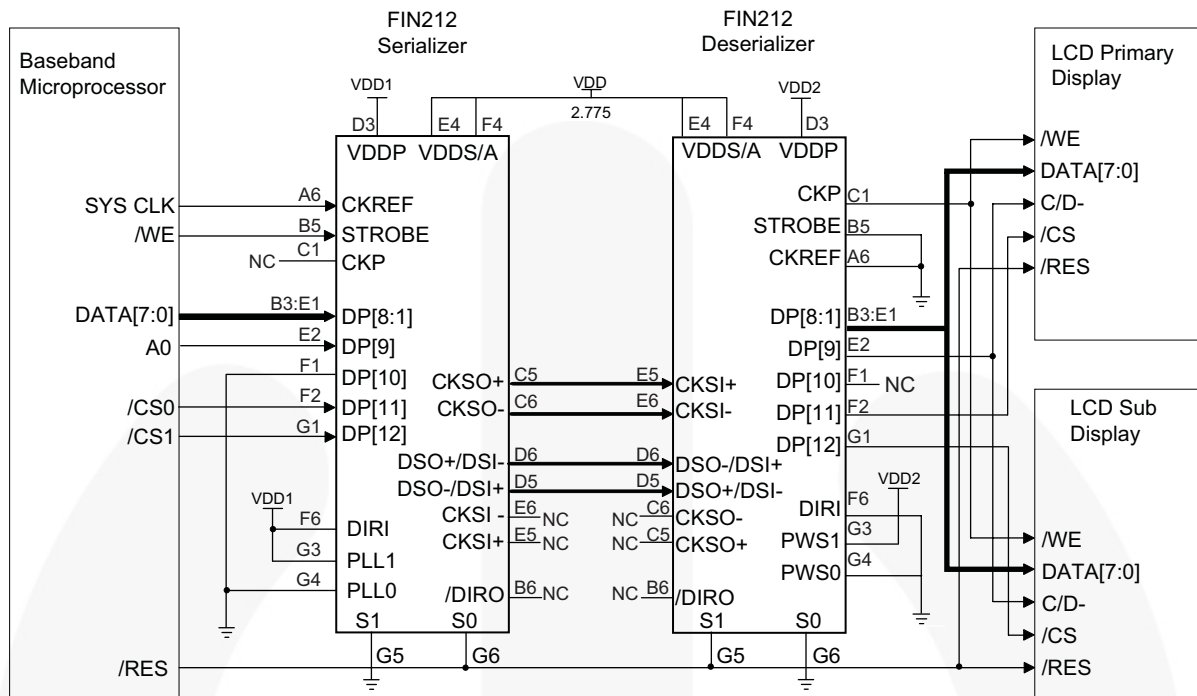 FIN212
Serializer
FIN212
Deserializer
Baseband
Microprocessor
LCD Primary
Display
VDD1
VDD
2.775
VDD2
D3
E4
F4
E4
F4
D3
VDDP
VDDS/A
VDDS/A
VDDP
SYS CLK
A6
CKREF
/WE
B5
STROBE
NC
C1
CKP
DATA[7:0]
B3:E1
DP[8:1]
A0
E2
DP[9]
F1
DP[10]
/CS0
F2
DP[11]
/CS1
G1
DP[12]
VDD1
F6
DIRI
G3
PLL1
G4
PLL0
CKSO+
C5
CKSO-
C6
DSO+/DSI-
D6
DSO-/DSI+
D5
CKSI -
E6
NC
CKSI+
E5
NC
/DIRO
B6
NC
S1
S0
G5
G6
/RES
E5
CKSI+
E6
CKSI-
D6
DSO-/DSI+
D5
DSO+/DSI-
NC
C6
CKSO-
NC
C5
CKSO+
NC
B6
/DIRO
CKP
C1
STROBE
B5
CKREF
A6
DP[8:1]
B3:E1
DP[9]
E2
DP[10]
F1
NC
DP[11]
F2
DP[12]
G1
VDD2
DIRI
F6
PWS1
G3
PWS0
G4
S1
S0
G5
G6
/WE
DATA[7:0]
C/D-
/CS
/RES
LCD Sub
Display
/WE
DATA[7:0]
C/D-
/CS
/RES